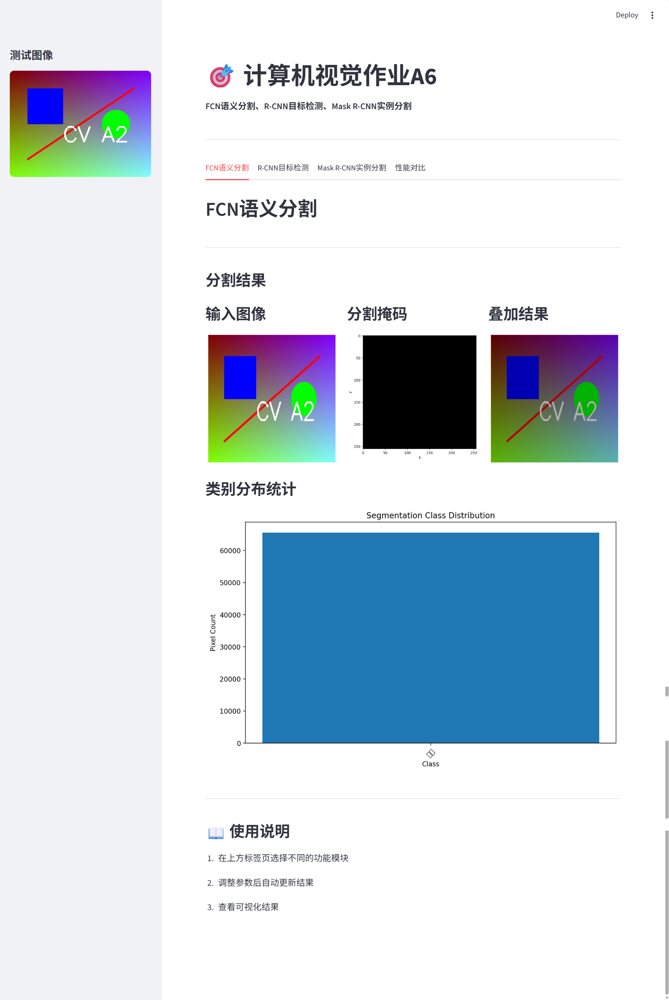 Deploy
测试图像
CV A2
计算机视觉作业A6
FCN语义分割、R-CNN目标检测、Mask R-CNN实例分割
FCN语义分割 R-CNN目标检测 Mask R-CNN实例分割 性能对比
FCN语义分割
分割结果
输入图像 分割掩码 叠加结果
CV A2
0
50
100
150
200
250
Y
0 50 100 150 200 250
X
CV A2
类别分布统计
Segmentation Class Distribution
60000
50000
40000
30000
20000
10000
0
Pixel Count
Class
使用说明
1. 在上方标签页选择不同的功能模块
2. 调整参数后自动更新结果
3. 查看可视化结果